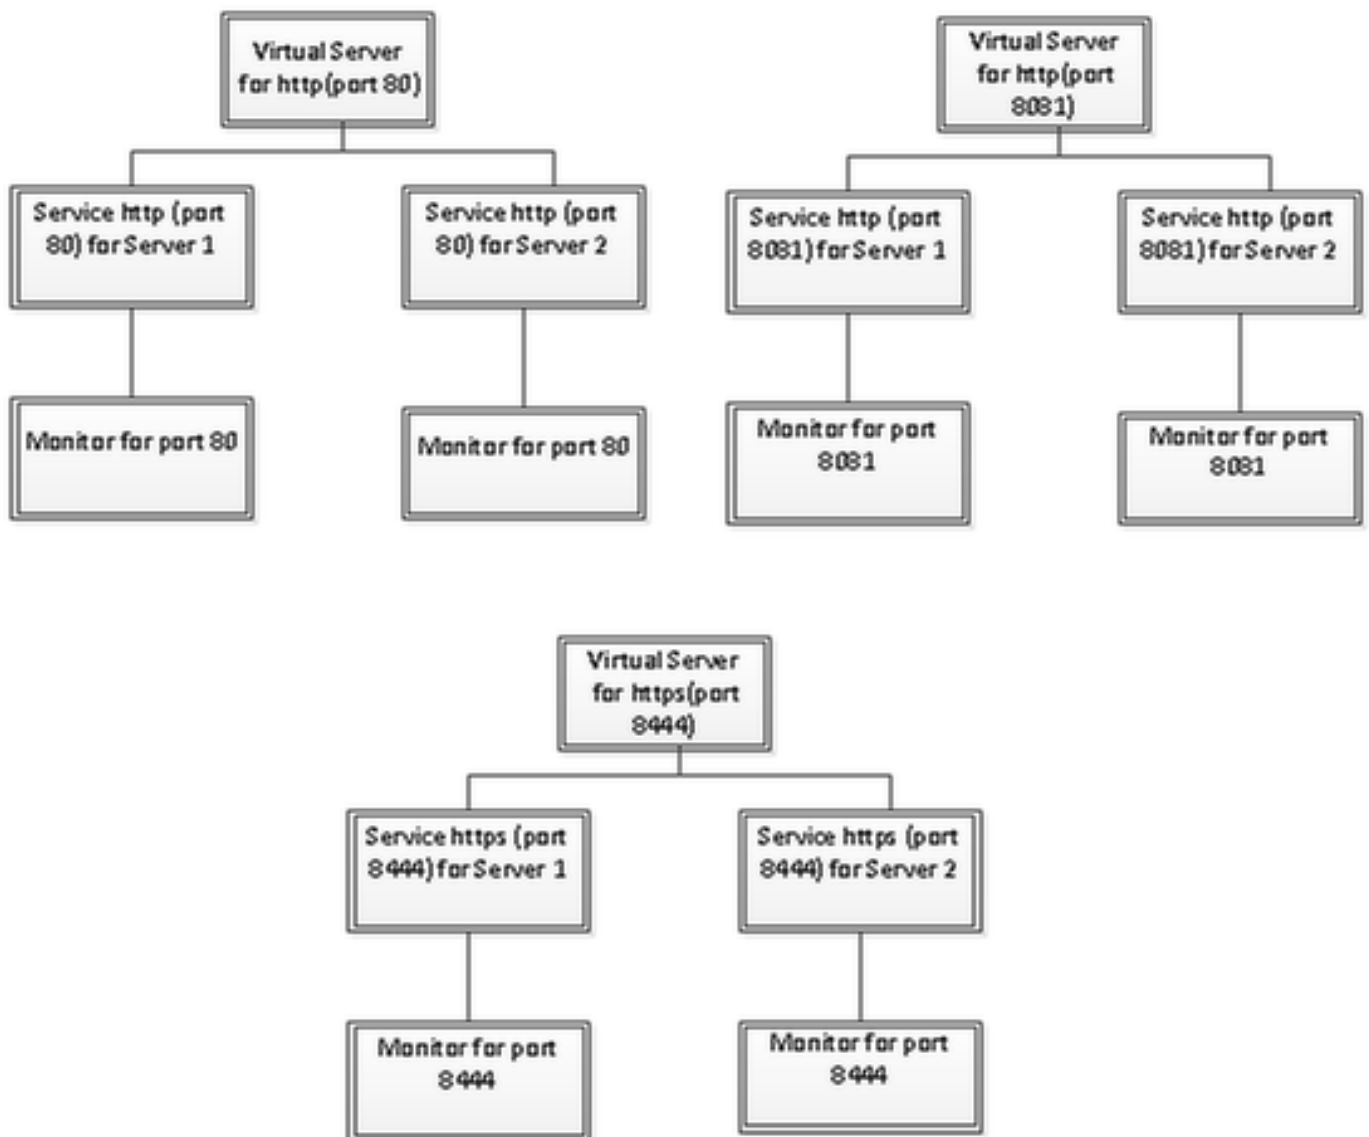 Virtual Server
for http(port 80)
Service http (port
80) for Server 1
Service http (port
80) for Server 2
Monitor for port 80
Monitor for port 80
Virtual Server
for http(port
8081)
Service http (port
8081) for Server 1
Service http (port
8081) for Server 2
Monitor for port
8081
Monitor for port
8081
Virtual Server
for https(port
8444)
Service https (port
8444) for Server 1
Service https (port
8444) for Server 2
Monitor for port
8444
Monitor for port
8444